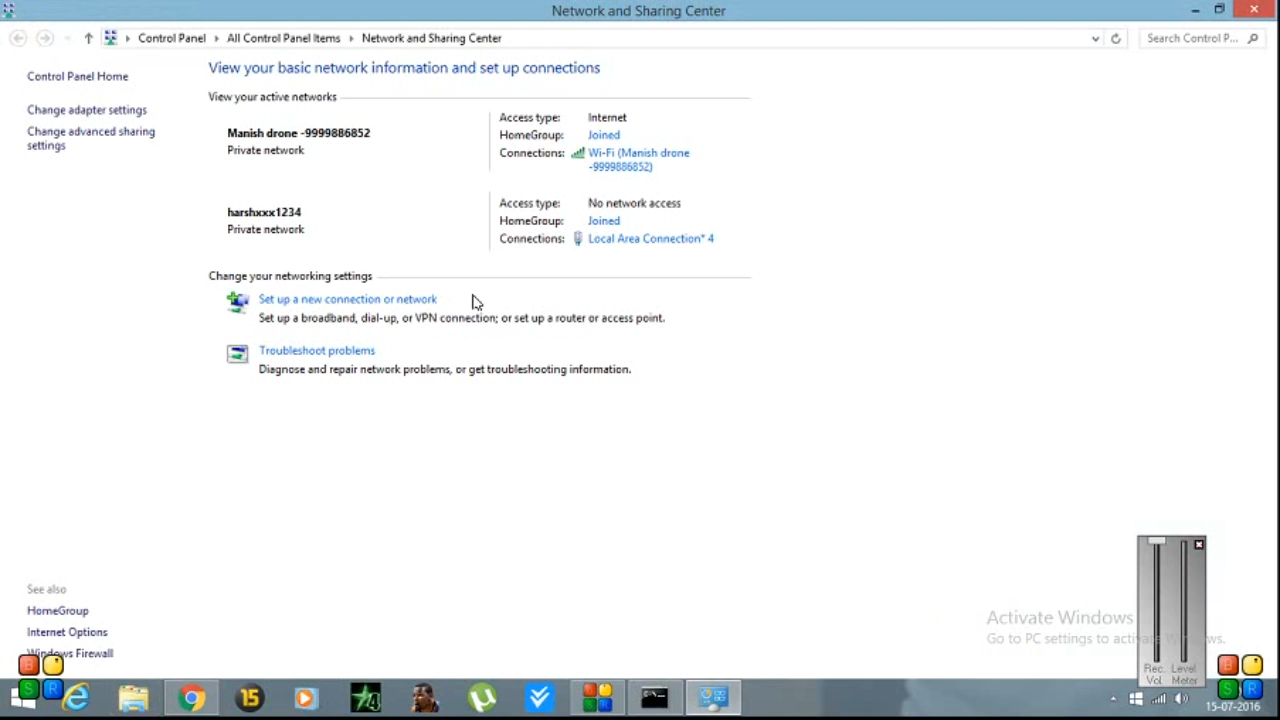 Network and Sharing Center
Control Panel
All Control Panel Items
Network and Sharing Center
Search Control P...
Control Panel Home
Change adapter settings
Change advanced sharing
settings
View your basic network information and set up connections
View your active networks
Manish drone -9999886852
Private network
Access type: Internet
HomeGroup: Joined
Connections: Wi-Fi (Manish drone
-9999886852)
harshxxx1234
Private network
Access type: No network access
HomeGroup: Joined
Connections: Local Area Connection* 4
Change your networking settings
Set up a new connection or network
Set up a broadband, dial-up, or VPN connection; or set up a router or access point.
Troubleshoot problems
Diagnose and repair network problems, or get troubleshooting information.
See also
HomeGroup
Internet Options
Windows Firewall
Activate Windows
Go to PC settings to activate Windows.
Rec. Level
Vol Meter
B
S R
15
74
B
S R
15-07-2016